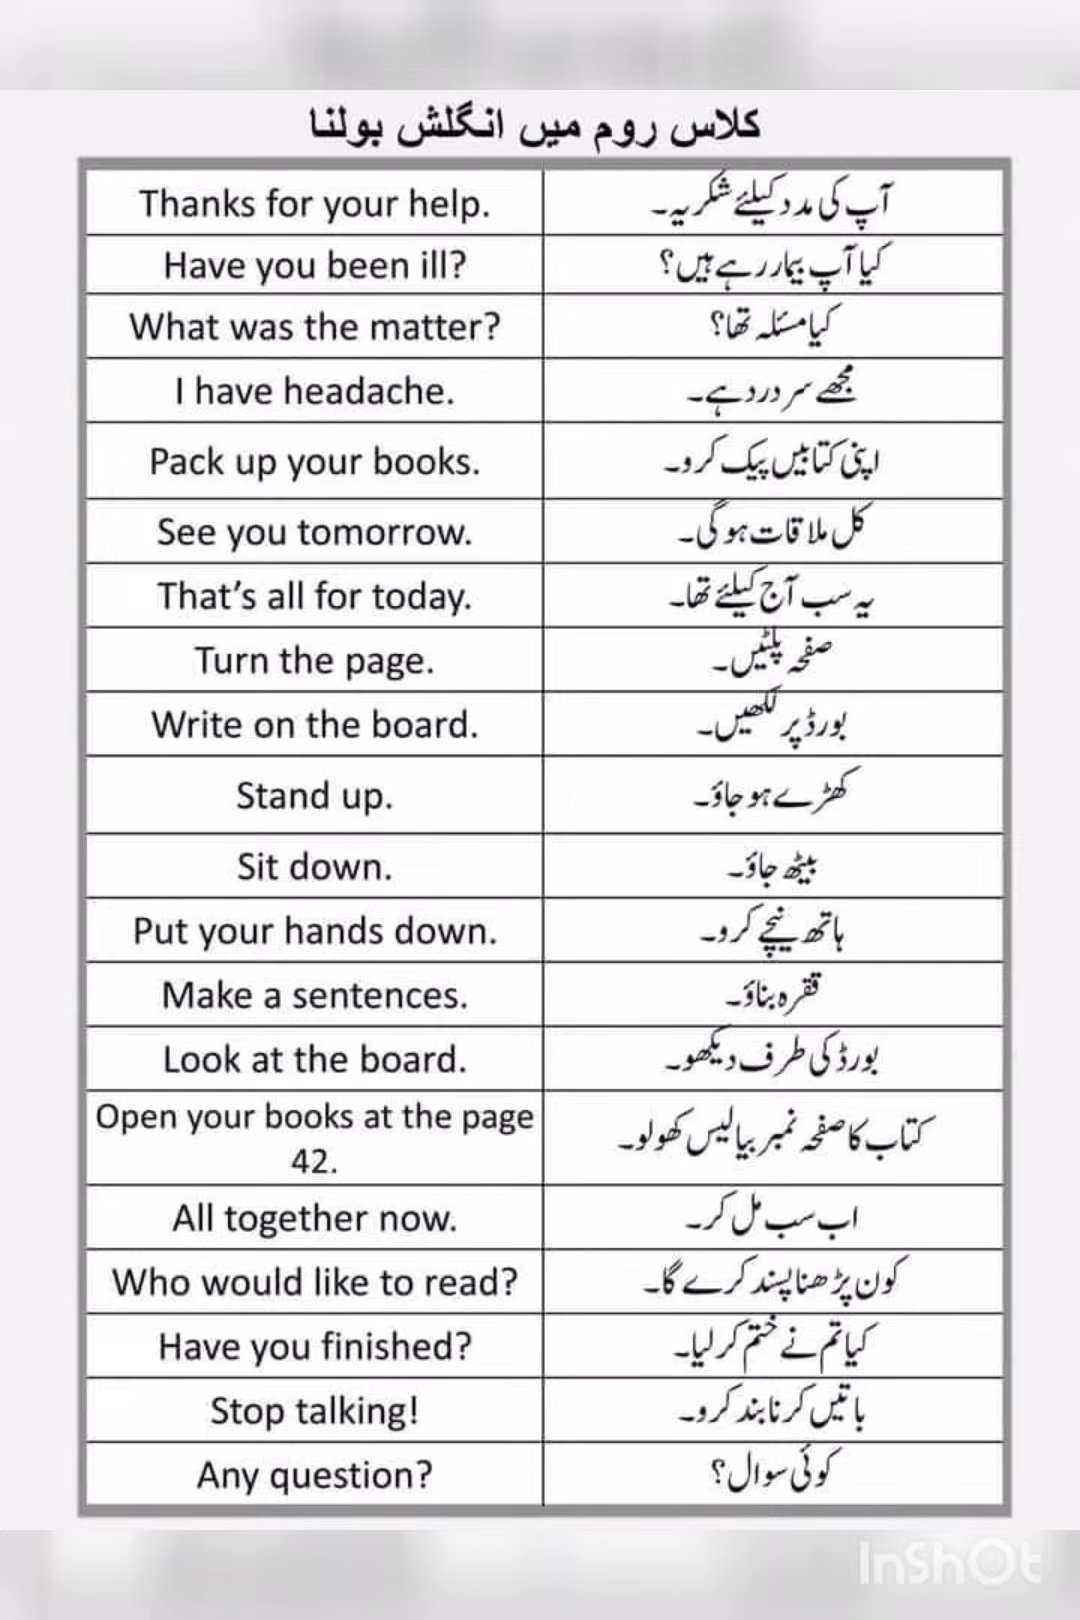 کلاس روم میں انگلش بولنا
Thanks for your help.
آپ کی مدد کیلئے شکریہ۔
Have you been ill?
کیا آپ بیمار رہے ہیں؟
What was the matter?
کیا مسئلہ تھا؟
I have headache.
مجھے سر درد ہے۔
Pack up your books.
اپنی کتابیں پیک کرو۔
See you tomorrow.
کل ملاقات ہو گی۔
That's all for today.
یہ سب آج کیلئے تھا۔
Turn the page.
صفحہ پلٹیں۔
Write on the board.
بورڈ پر لکھیں۔
Stand up.
کھڑے ہو جاؤ۔
Sit down.
بیٹھ جاؤ۔
Put your hands down.
ہاتھ نیچے کرو۔
Make a sentences.
فقرہ بناؤ۔
Look at the board.
بورڈ کی طرف دیکھو۔
Open your books at the page
42.
کتاب کا صفحہ نمبر بیالیس کھولو۔
All together now.
اب سب مل کر۔
Who would like to read?
کون پڑھنا پسند کرے گا۔
Have you finished?
کیا تم نے ختم کر لیا۔
Stop talking!
باتیں کرنا بند کرو۔
Any question?
کوئی سوال؟
InShOt